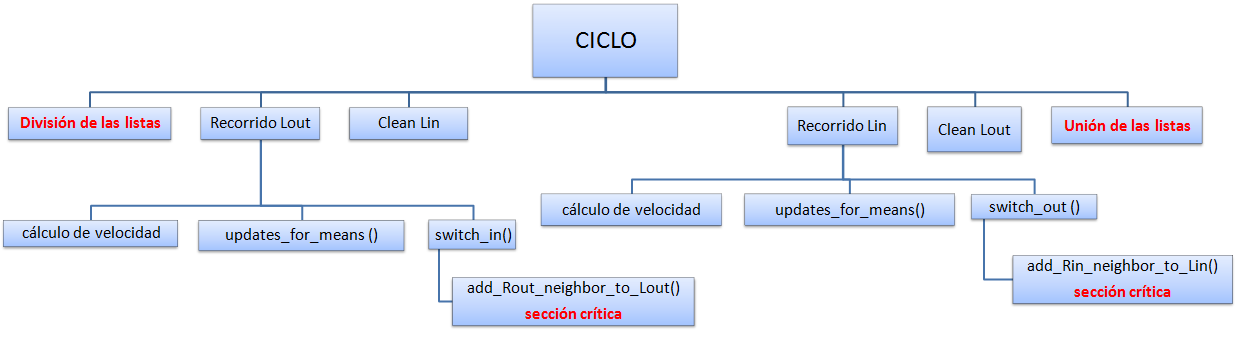 CICLO
División de las listas
Recorrido Lout
Clean Lin
Recorrido Lin
Clean Lout
Unión de las listas
cálculo de velocidad
updates_for_means ()
switch_in()
add_Rout_neighbor_to_Lout()
sección crítica
cálculo de velocidad
updates_for_means()
switch_out ()
add_Rin_neighbor_to_Lin()
sección crítica